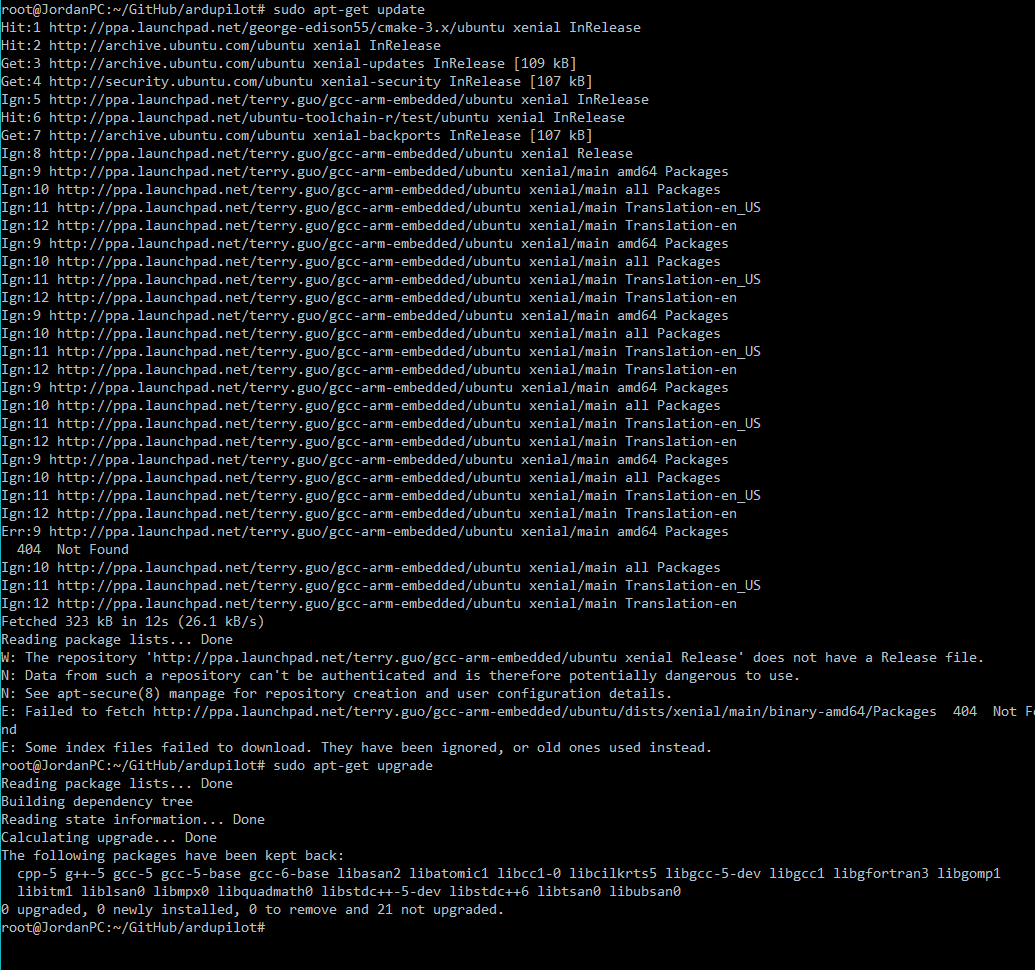 root@JordanPC:~/GitHub/ardupilot# sudo apt-get update
Hit:1 http://ppa.launchpad.net/george-edison55/cmake-3.x/ubuntu xenial InRelease
Hit:2 http://archive.ubuntu.com/ubuntu xenial InRelease
Get:3 http://archive.ubuntu.com/ubuntu xenial-updates InRelease [109 kB]
Get:4 http://security.ubuntu.com/ubuntu xenial-security InRelease [107 kB]
Ign:5 http://ppa.launchpad.net/terry.guo/gcc-arm-embedded/ubuntu xenial InRelease
Hit:6 http://ppa.launchpad.net/ubuntu-toolchain-r/test/ubuntu xenial InRelease
Get:7 http://archive.ubuntu.com/ubuntu xenial-backports InRelease [107 kB]
Ign:8 http://ppa.launchpad.net/terry.guo/gcc-arm-embedded/ubuntu xenial Release
Ign:9 http://ppa.launchpad.net/terry.guo/gcc-arm-embedded/ubuntu xenial/main amd64 Packages
Ign:10 http://ppa.launchpad.net/terry.guo/gcc-arm-embedded/ubuntu xenial/main all Packages
Ign:11 http://ppa.launchpad.net/terry.guo/gcc-arm-embedded/ubuntu xenial/main Translation-en_US
Ign:12 http://ppa.launchpad.net/terry.guo/gcc-arm-embedded/ubuntu xenial/main Translation-en
Ign:9 http://ppa.launchpad.net/terry.guo/gcc-arm-embedded/ubuntu xenial/main amd64 Packages
Ign:10 http://ppa.launchpad.net/terry.guo/gcc-arm-embedded/ubuntu xenial/main all Packages
Ign:11 http://ppa.launchpad.net/terry.guo/gcc-arm-embedded/ubuntu xenial/main Translation-en_US
Ign:12 http://ppa.launchpad.net/terry.guo/gcc-arm-embedded/ubuntu xenial/main Translation-en
Ign:9 http://ppa.launchpad.net/terry.guo/gcc-arm-embedded/ubuntu xenial/main amd64 Packages
Ign:10 http://ppa.launchpad.net/terry.guo/gcc-arm-embedded/ubuntu xenial/main all Packages
Ign:11 http://ppa.launchpad.net/terry.guo/gcc-arm-embedded/ubuntu xenial/main Translation-en_US
Ign:12 http://ppa.launchpad.net/terry.guo/gcc-arm-embedded/ubuntu xenial/main Translation-en
Ign:9 http://ppa.launchpad.net/terry.guo/gcc-arm-embedded/ubuntu xenial/main amd64 Packages
Ign:10 http://ppa.launchpad.net/terry.guo/gcc-arm-embedded/ubuntu xenial/main all Packages
Ign:11 http://ppa.launchpad.net/terry.guo/gcc-arm-embedded/ubuntu xenial/main Translation-en_US
Ign:12 http://ppa.launchpad.net/terry.guo/gcc-arm-embedded/ubuntu xenial/main Translation-en
Ign:9 http://ppa.launchpad.net/terry.guo/gcc-arm-embedded/ubuntu xenial/main amd64 Packages
Ign:10 http://ppa.launchpad.net/terry.guo/gcc-arm-embedded/ubuntu xenial/main all Packages
Ign:11 http://ppa.launchpad.net/terry.guo/gcc-arm-embedded/ubuntu xenial/main Translation-en_US
Ign:12 http://ppa.launchpad.net/terry.guo/gcc-arm-embedded/ubuntu xenial/main Translation-en
Err:9 http://ppa.launchpad.net/terry.guo/gcc-arm-embedded/ubuntu xenial/main amd64 Packages
  404  Not Found
Ign:10 http://ppa.launchpad.net/terry.guo/gcc-arm-embedded/ubuntu xenial/main all Packages
Ign:11 http://ppa.launchpad.net/terry.guo/gcc-arm-embedded/ubuntu xenial/main Translation-en_US
Ign:12 http://ppa.launchpad.net/terry.guo/gcc-arm-embedded/ubuntu xenial/main Translation-en
Fetched 323 kB in 12s (26.1 kB/s)
Reading package lists... Done
W: The repository 'http://ppa.launchpad.net/terry.guo/gcc-arm-embedded/ubuntu xenial Release' does not have a Release file.
N: Data from such a repository can't be authenticated and is therefore potentially dangerous to use.
N: See apt-secure(8) manpage for repository creation and user configuration details.
E: Failed to fetch http://ppa.launchpad.net/terry.guo/gcc-arm-embedded/ubuntu/dists/xenial/main/binary-amd64/Packages  404  Not Fo
nd
E: Some index files failed to download. They have been ignored, or old ones used instead.
root@JordanPC:~/GitHub/ardupilot# sudo apt-get upgrade
Reading package lists... Done
Building dependency tree
Reading state information... Done
Calculating upgrade... Done
The following packages have been kept back:
  cpp-5 g++-5 gcc-5 gcc-5-base gcc-6-base libasan2 libatomic1 libcc1-0 libcilkrts5 libgcc-5-dev libgcc1 libgfortran3 libgomp1
  libitm1 liblsan0 libmpx0 libquadmath0 libstdc++-5-dev libstdc++6 libtsan0 libubsan0
0 upgraded, 0 newly installed, 0 to remove and 21 not upgraded.
root@JordanPC:~/GitHub/ardupilot#